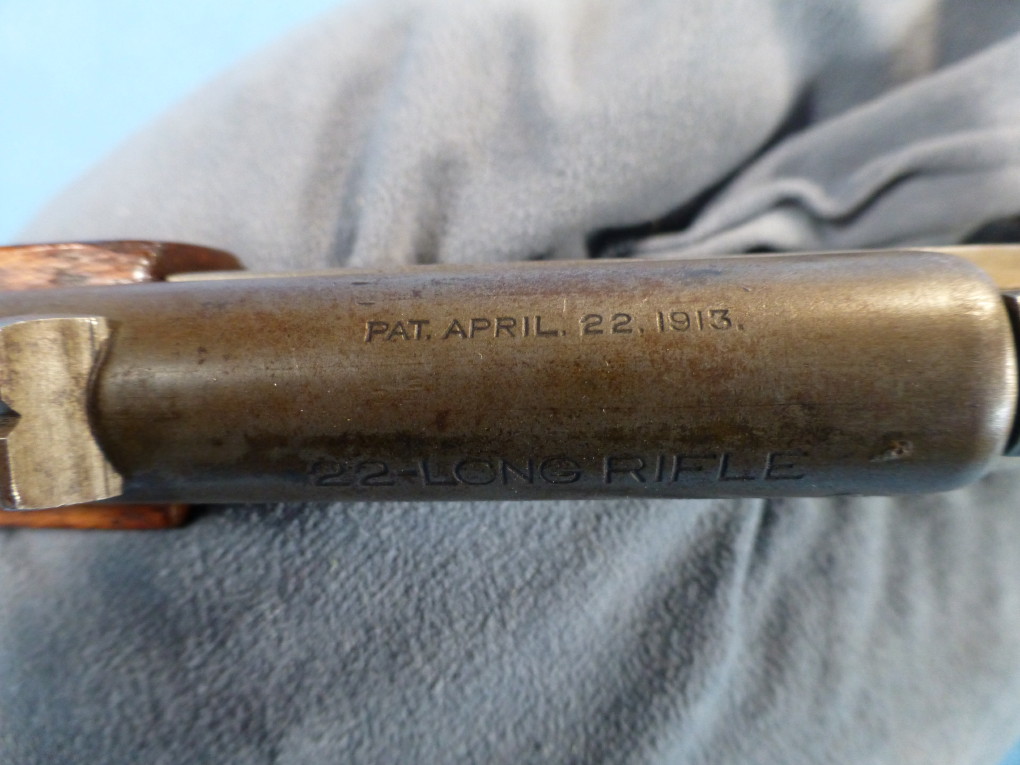 PAT. APRIL. 22. 1913.
22-LONG RIFLE